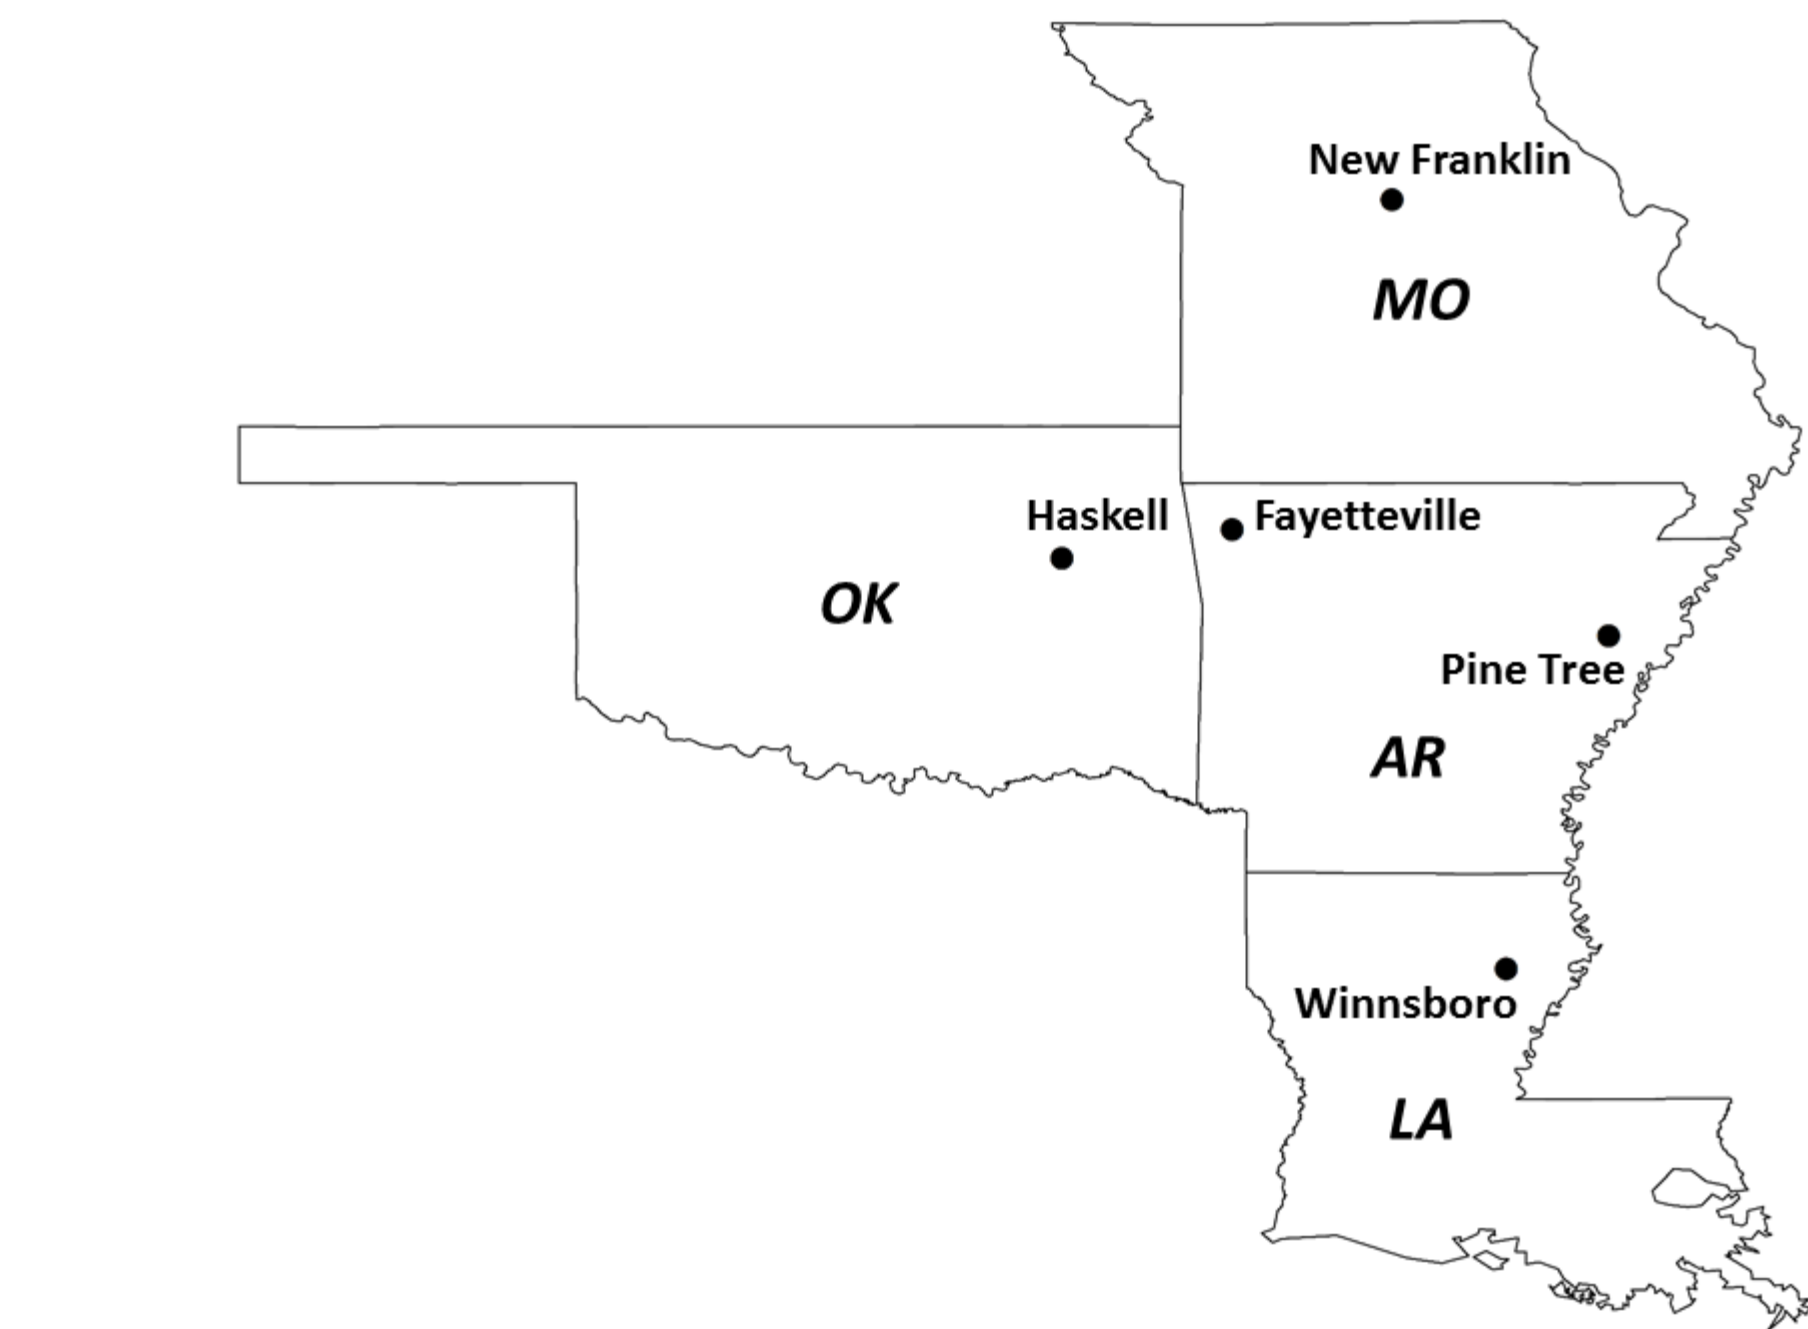 New Franklin
MO
Haskell
Fayetteville
OK
Pine Tree
AR
Winnsboro
LA